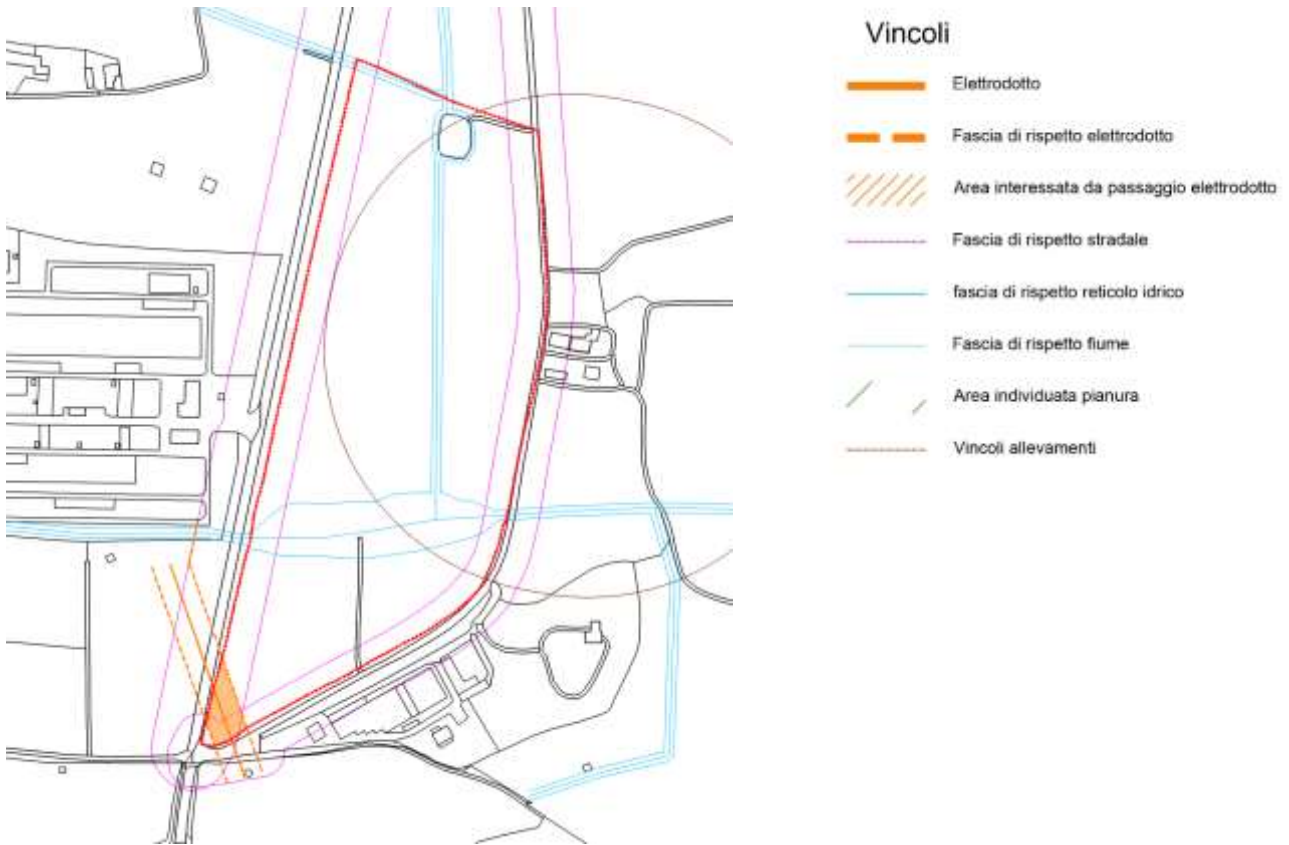 Vincoli
Elettrodotto
Fascia di rispetto elettrodotto
Area interessata da passaggio elettrodotto
Fascia di rispetto stradale
fascia di rispetto reticolo idrico
Fascia di rispetto fiume
Area individuata pianura
Vincoli allevamenti